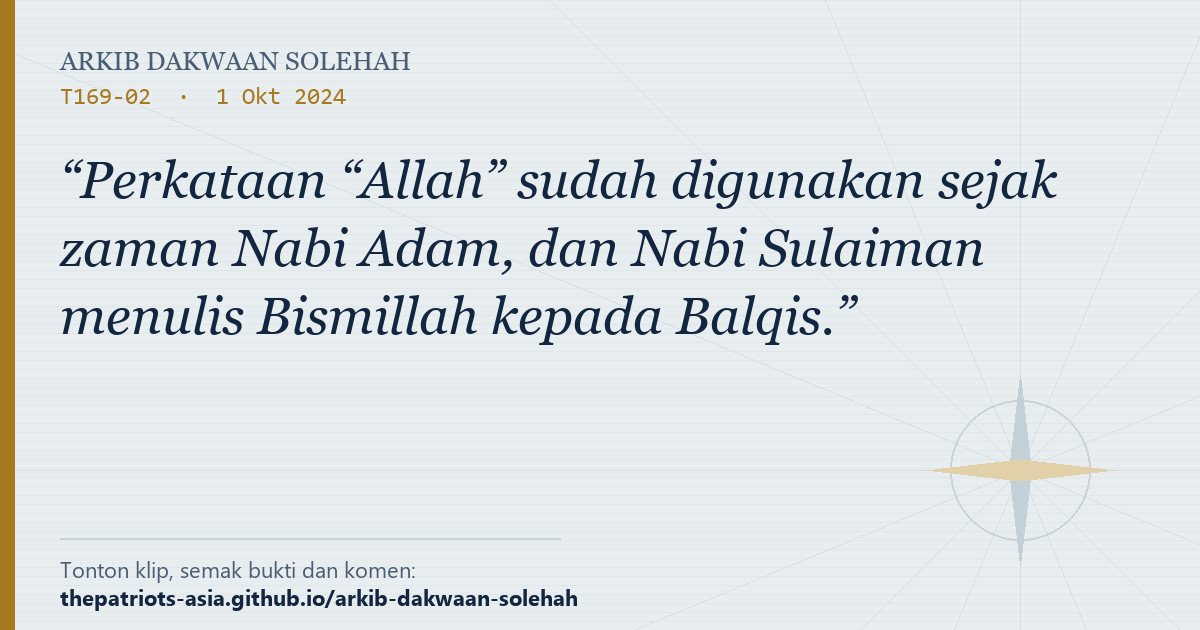 ARKIB DAKWAAN SOLEHAH
T169-02 · 1 Okt 2024
“Perkataan “Allah” sudah digunakan sejak
zaman Nabi Adam, dan Nabi Sulaiman
menulis Bismillah kepada Balqis.”
Tonton klip, semak bukti dan komen:
thepatriots-asia.github.io/arkib-dakwaan-solehah